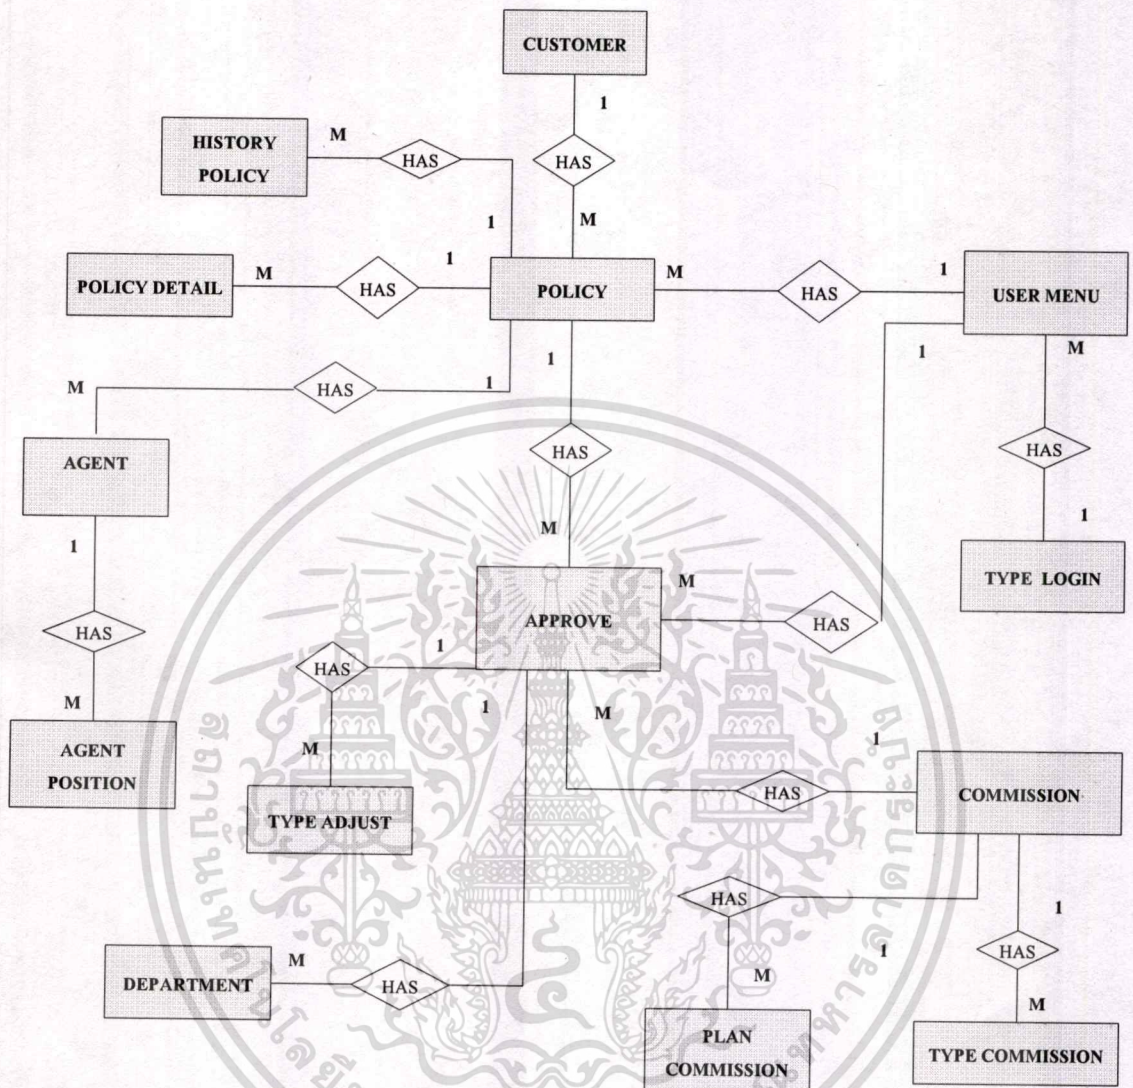 CUSTOMER
1
HISTORY
POLICY
M
HAS
HAS
1
M
POLICY DETAIL
M
HAS
1
POLICY
M
HAS
1
USER MENU
M
HAS
1
1
1
M
AGENT
HAS
HAS
1
1
M
M
TYPE LOGIN
APPROVE
M
HAS
HAS
HAS
1
M
1
M
AGENT
POSITION
M
TYPE ADJUST
1
HAS
COMMISSION
HAS
1
1
HAS
DEPARTMENT
M
HAS
M
M
PLAN
COMMISSION
TYPE COMMISSION